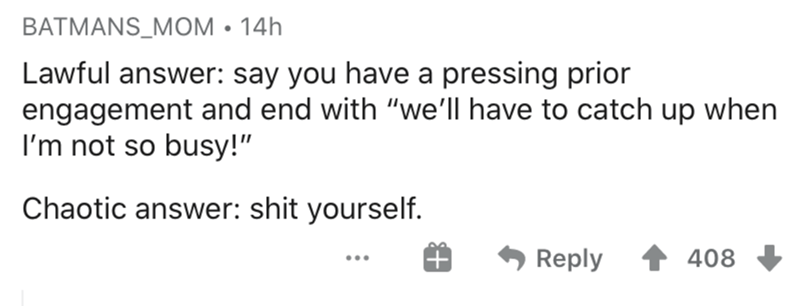 BATMANS_MOM • 14h
Lawful answer: say you have a pressing prior
engagement and end with “we’ll have to catch up when
I’m not so busy!”
Chaotic answer: shit yourself.
... Reply 408